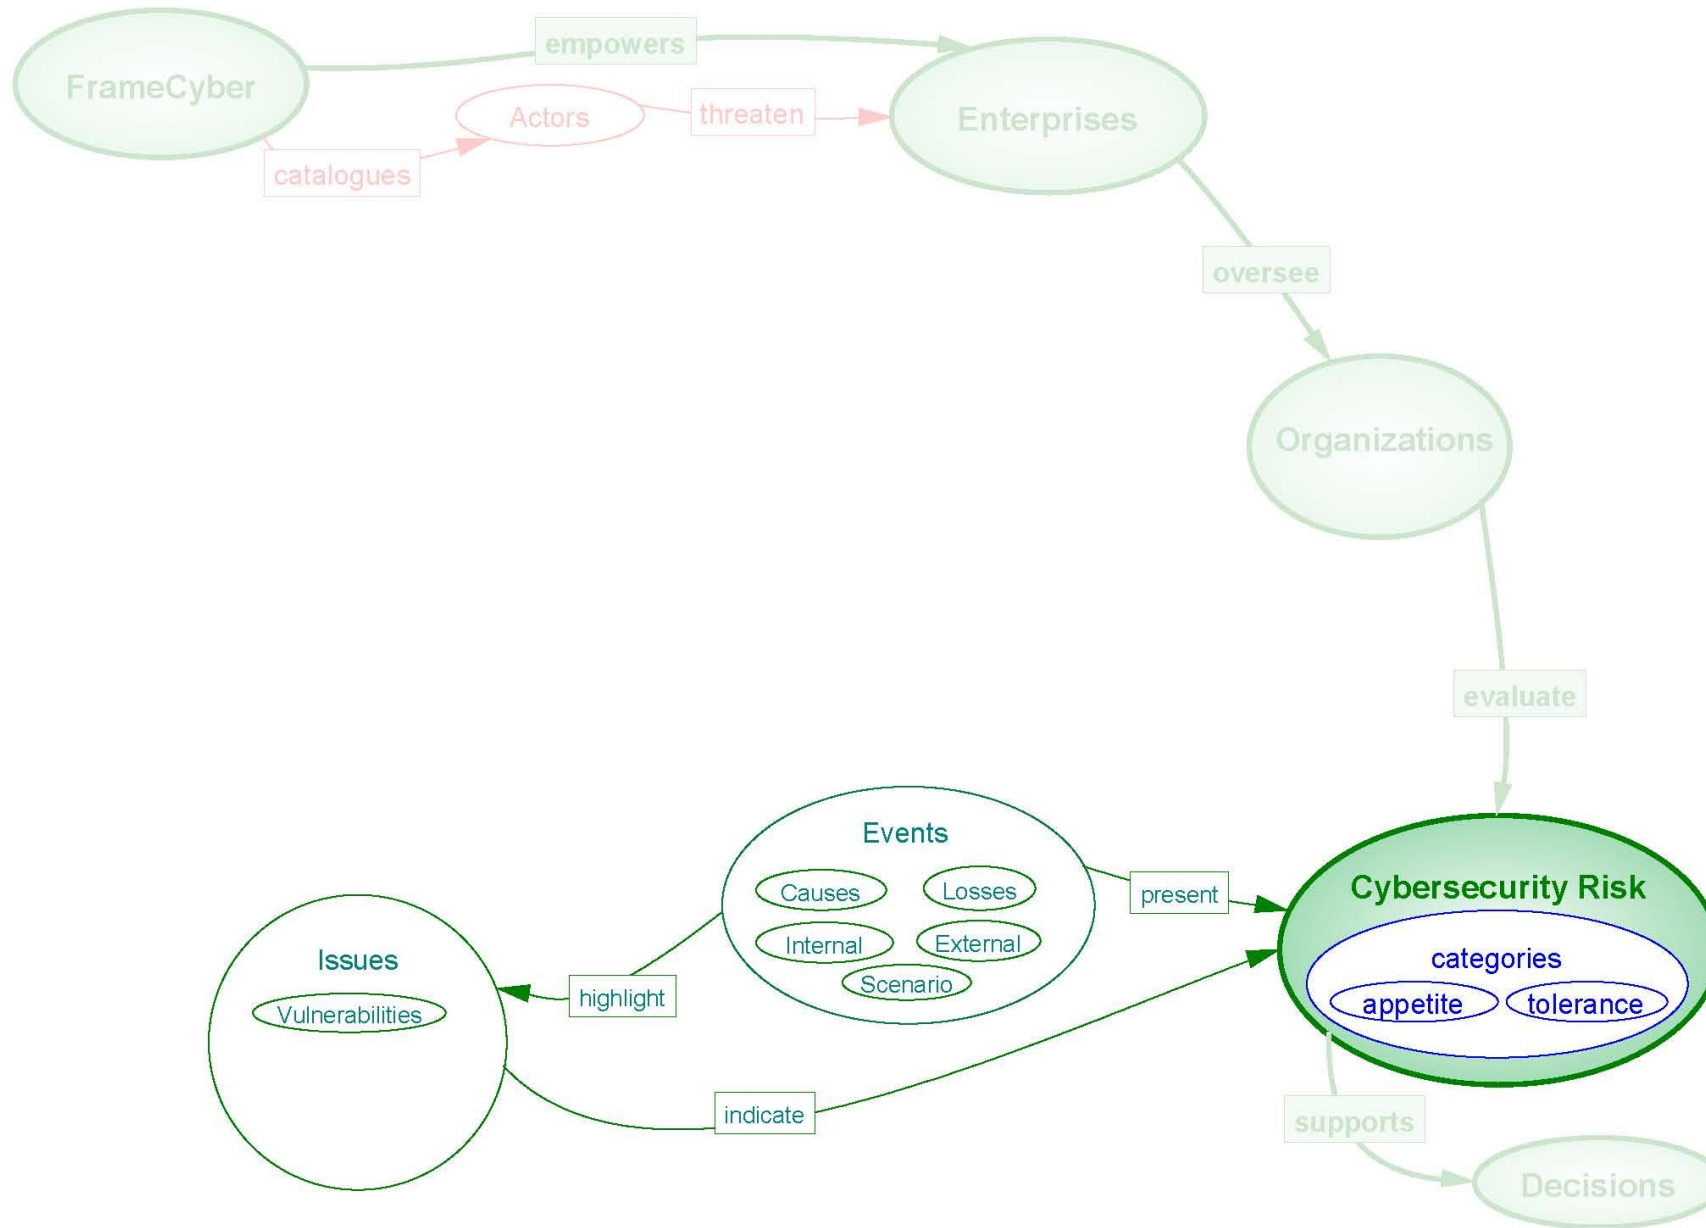 empowers
FrameCyber
Actors
threaten
Enterprises
catalogues
oversee
Organizations
evaluate
Events
Causes
Losses
Internal
External
Scenario
present
Cybersecurity Risk
categories
appetite
tolerance
Issues
Vulnerabilities
highlight
indicate
supports
Decisions